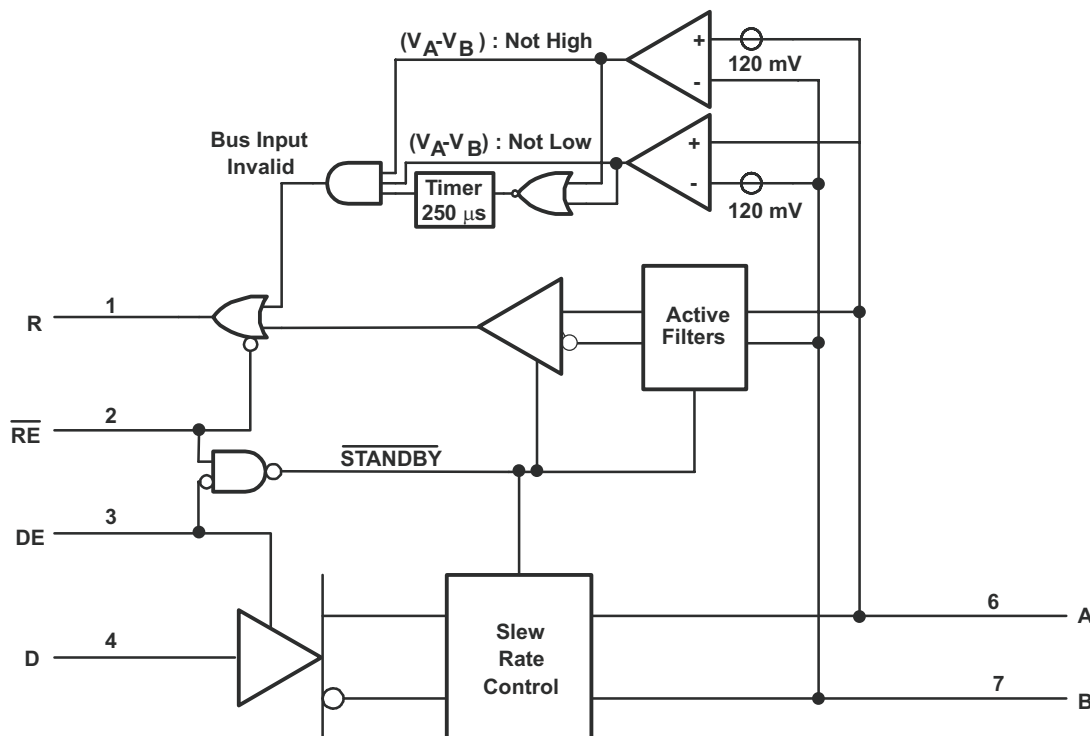 (VA-VB) : Not High
+
-
120 mV
Bus Input
Invalid
(VA-VB) : Not Low
+
-
120 mV
Timer
250 μs
R
1
Active
Filters
RE
2
STANDBY
DE
3
D
4
Slew
Rate
Control
6
A
7
B